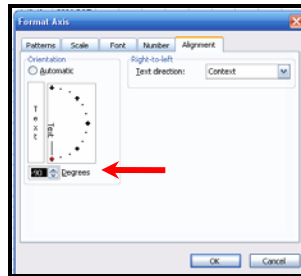 Format Axis
Patterns Scale Font Number Alignment
Orientation
Automatic
Text
Text
-90 Degrees
Right-to-left
Text direction: Context
OK Cancel